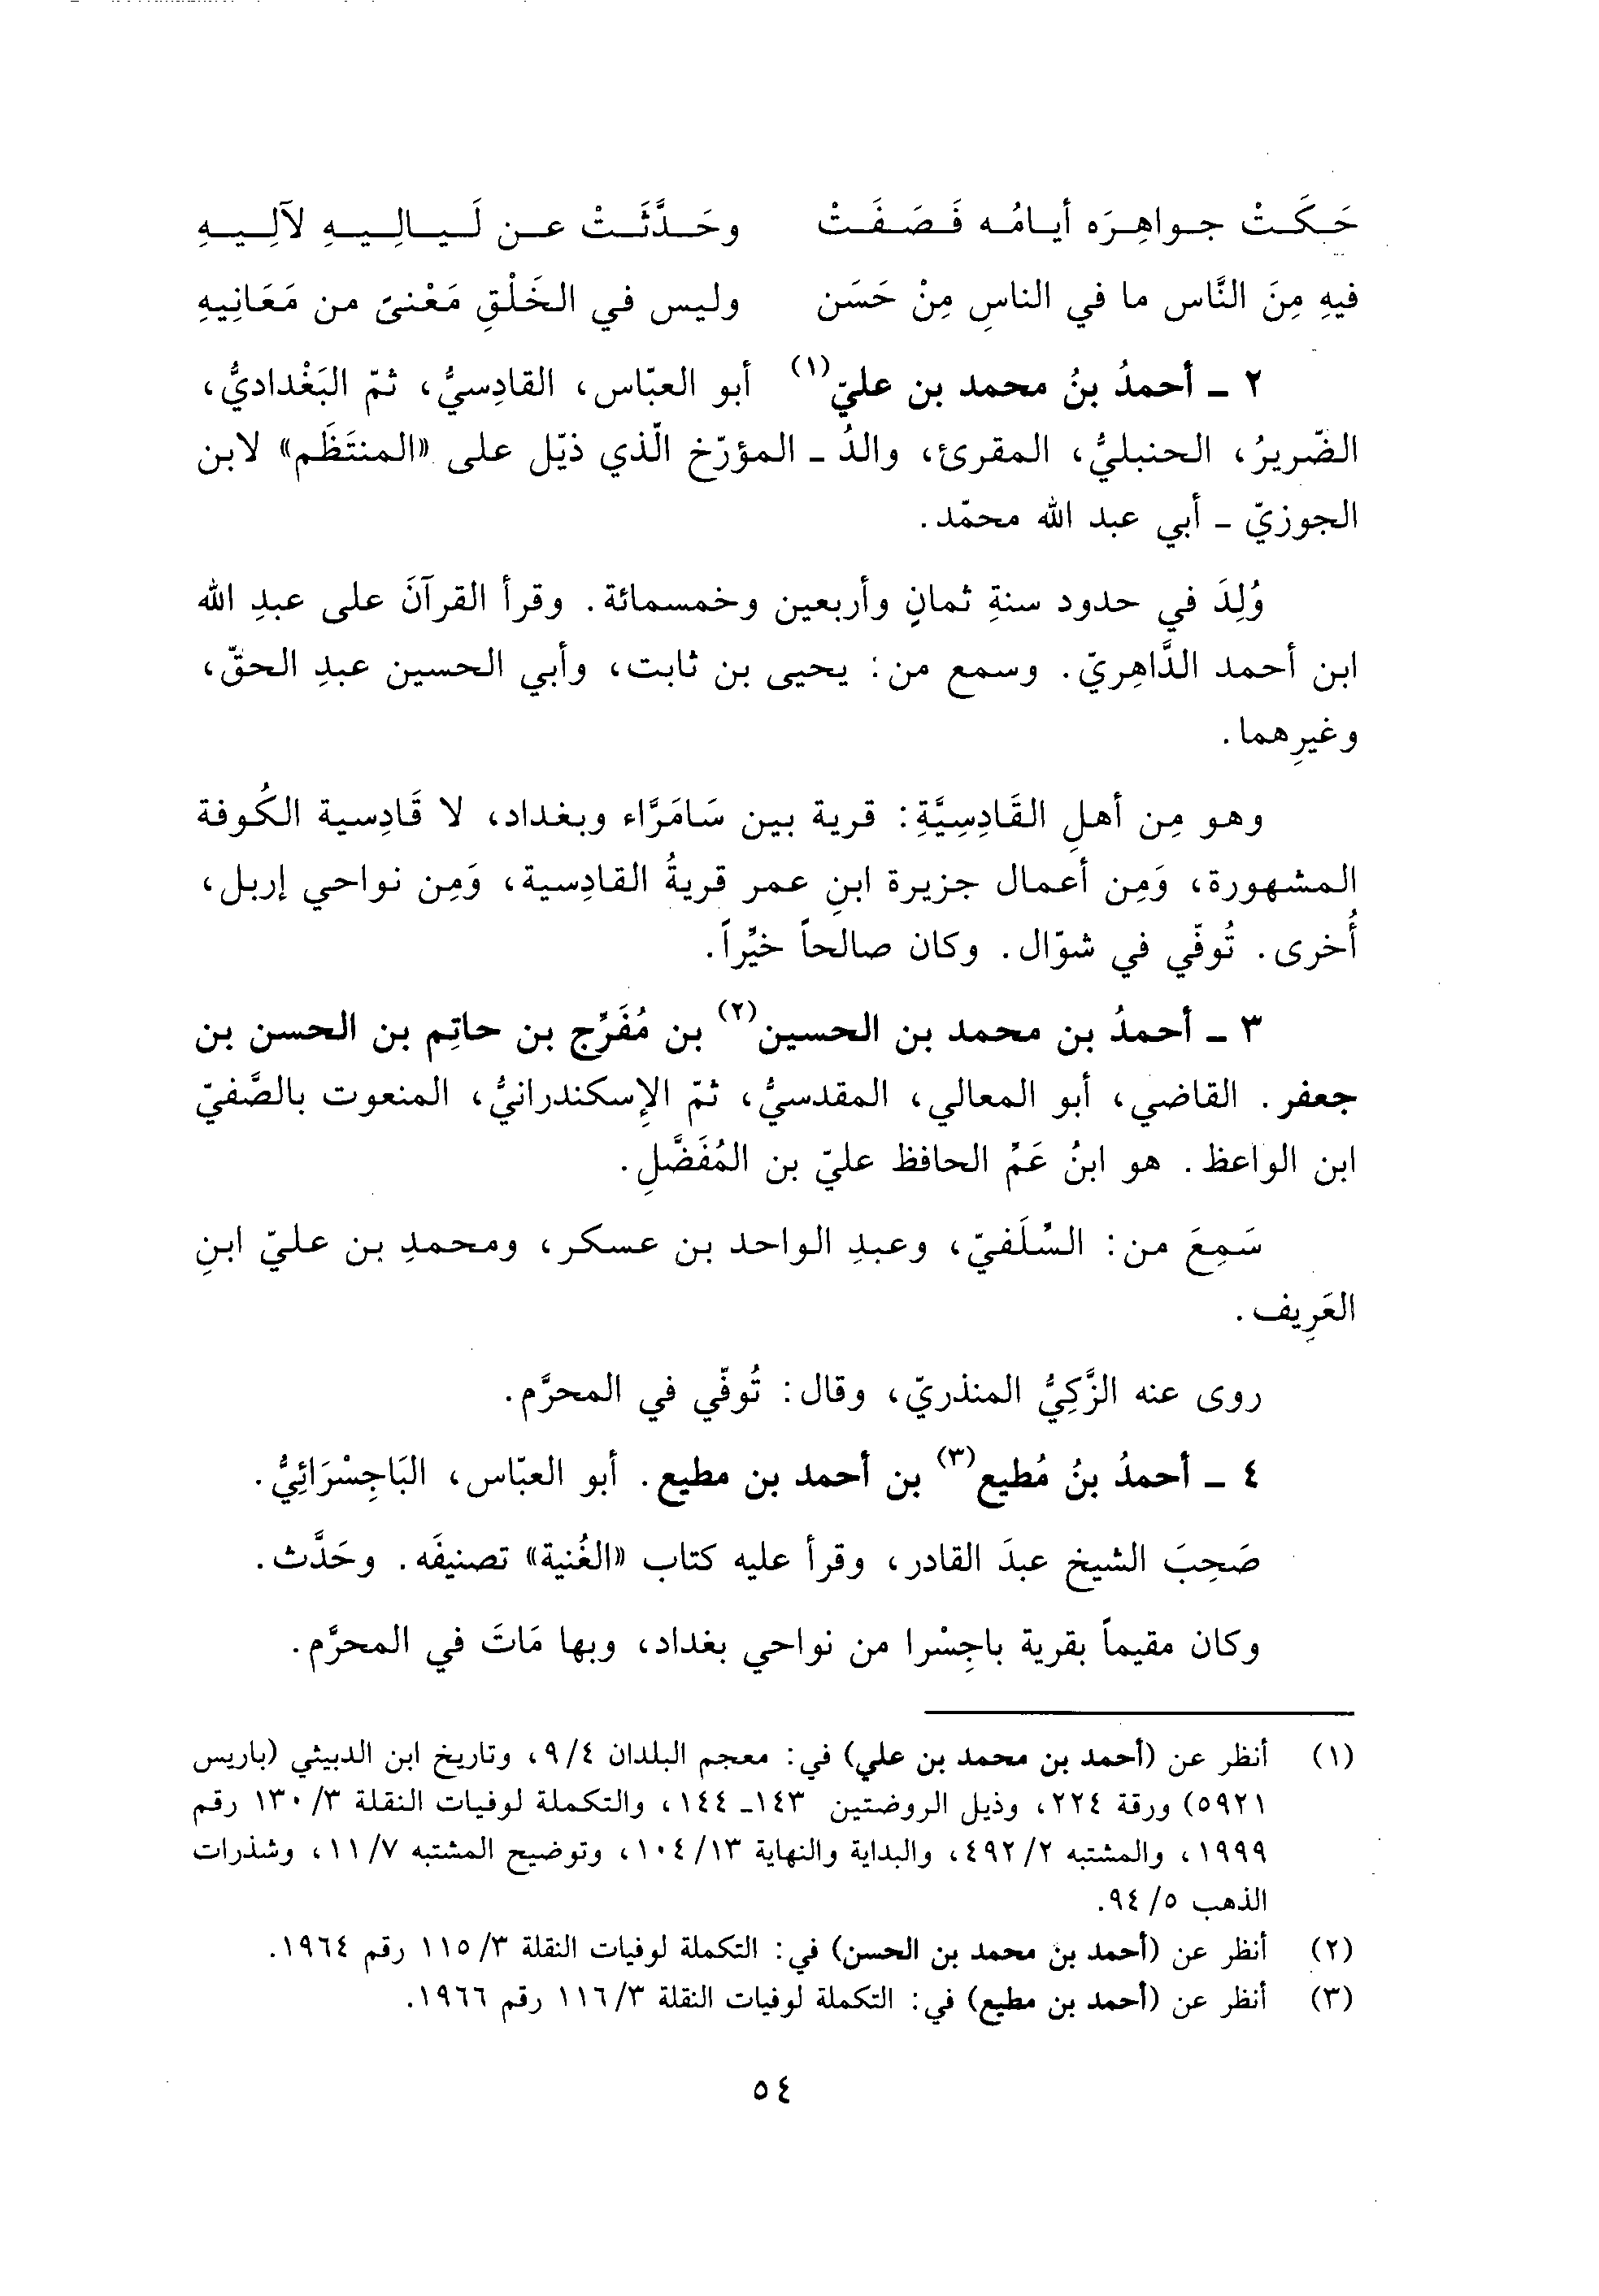 حَكَتْ جواهِرَه أيامُه فَصَفَتْ وحَدَّثَتْ عن لَيالِيهِ لآلِيهِ
فيهِ مِنَ النَّاس ما في الناسِ مِنْ حَسَن وليس في الخَلْقِ مَعْنىً من مَعَانِيهِ
٢ ـ أحمدُ بنُ محمد بن عليّ(١) أبو العبّاس، القادِسيُّ، ثمّ البَغْداديُّ،
الضّريرُ، الحنبليُّ، المقرئ، والدُ ـ المؤرّخ الّذي ذيّل على «المنتَظَم» لابن
الجوزيّ ـ أبي عبد الله محمّد.
وُلِدَ في حدود سنةِ ثمانٍ وأربعين وخمسمائة. وقرأ القرآنَ على عبدِ الله
ابن أحمد الدَّاهِريّ. وسمع من: يحيى بن ثابت، وأبي الحسين عبدِ الحقّ،
وغيرِهما.
وهو مِن أهلِ القَادِسِيَّةِ: قرية بين سَامَرَّاء وبغداد، لا قَادِسية الكُوفة
المشهورة، وَمِن أعمال جزيرة ابنِ عمر قريةُ القادِسية، وَمِن نواحي إربل،
أُخرى. تُوفّي في شوّال. وكان صالحاً خيِّراً.
٣ ـ أحمدُ بن محمد بن الحسين(٢) بن مُفَرِّج بن حاتِم بن الحسن بن
جعفر. القاضي، أبو المعالي، المقدسيُّ، ثمّ الإسكندرانيُّ، المنعوت بالصَّفيّ
ابن الواعظ. هو ابنُ عَمِّ الحافظ عليّ بن المُفَضَّلِ.
سَمِعَ من: السِّلَفيّ، وعبدِ الواحد بن عسكر، ومحمدِ بن عليّ ابنِ
العَرِيف.
روى عنه الزَّكِيُّ المنذريّ، وقال: تُوفّي في المحرَّم.
٤ ـ أحمدُ بنُ مُطيع(٣) بن أحمد بن مطيع. أبو العبّاس، البَاجِسْرَائِيُّ.
صَحِبَ الشيخ عبدَ القادر، وقرأ عليه كتاب «الغُنية» تصنيفَه. وحَدَّث.
وكان مقيماً بقرية باجِسْرا من نواحي بغداد، وبها مَاتَ في المحرَّم.
(١) أنظر عن (أحمد بن محمد بن علي) في: معجم البلدان ٩/٤، وتاريخ ابن الدبيثي (باريس
٥٩٢١) ورقة ٢٢٤، وذيل الروضتين ١٤٣ـ ١٤٤، والتكملة لوفيات النقلة ١٣٠/٣ رقم
١٩٩٩، والمشتبه ٤٩٢/٢، والبداية والنهاية ١٠٤/١٣، وتوضيح المشتبه ١١/٧، وشذرات
الذهب ٩٤/٥.
(٢) أنظر عن (أحمد بن محمد بن الحسن) في: التكملة لوفيات النقلة ١١٥/٣ رقم ١٩٦٤.
(٣) أنظر عن (أحمد بن مطيع) في: التكملة لوفيات النقلة ١١٦/٣ رقم ١٩٦٦.
٥٤